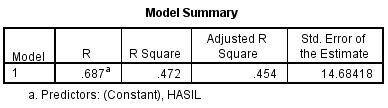 Model Summary
Model R R Square Adjusted R Square Std. Error of the Estimate
1 .687a .472 .454 14.68418
a. Predictors: (Constant), HASIL